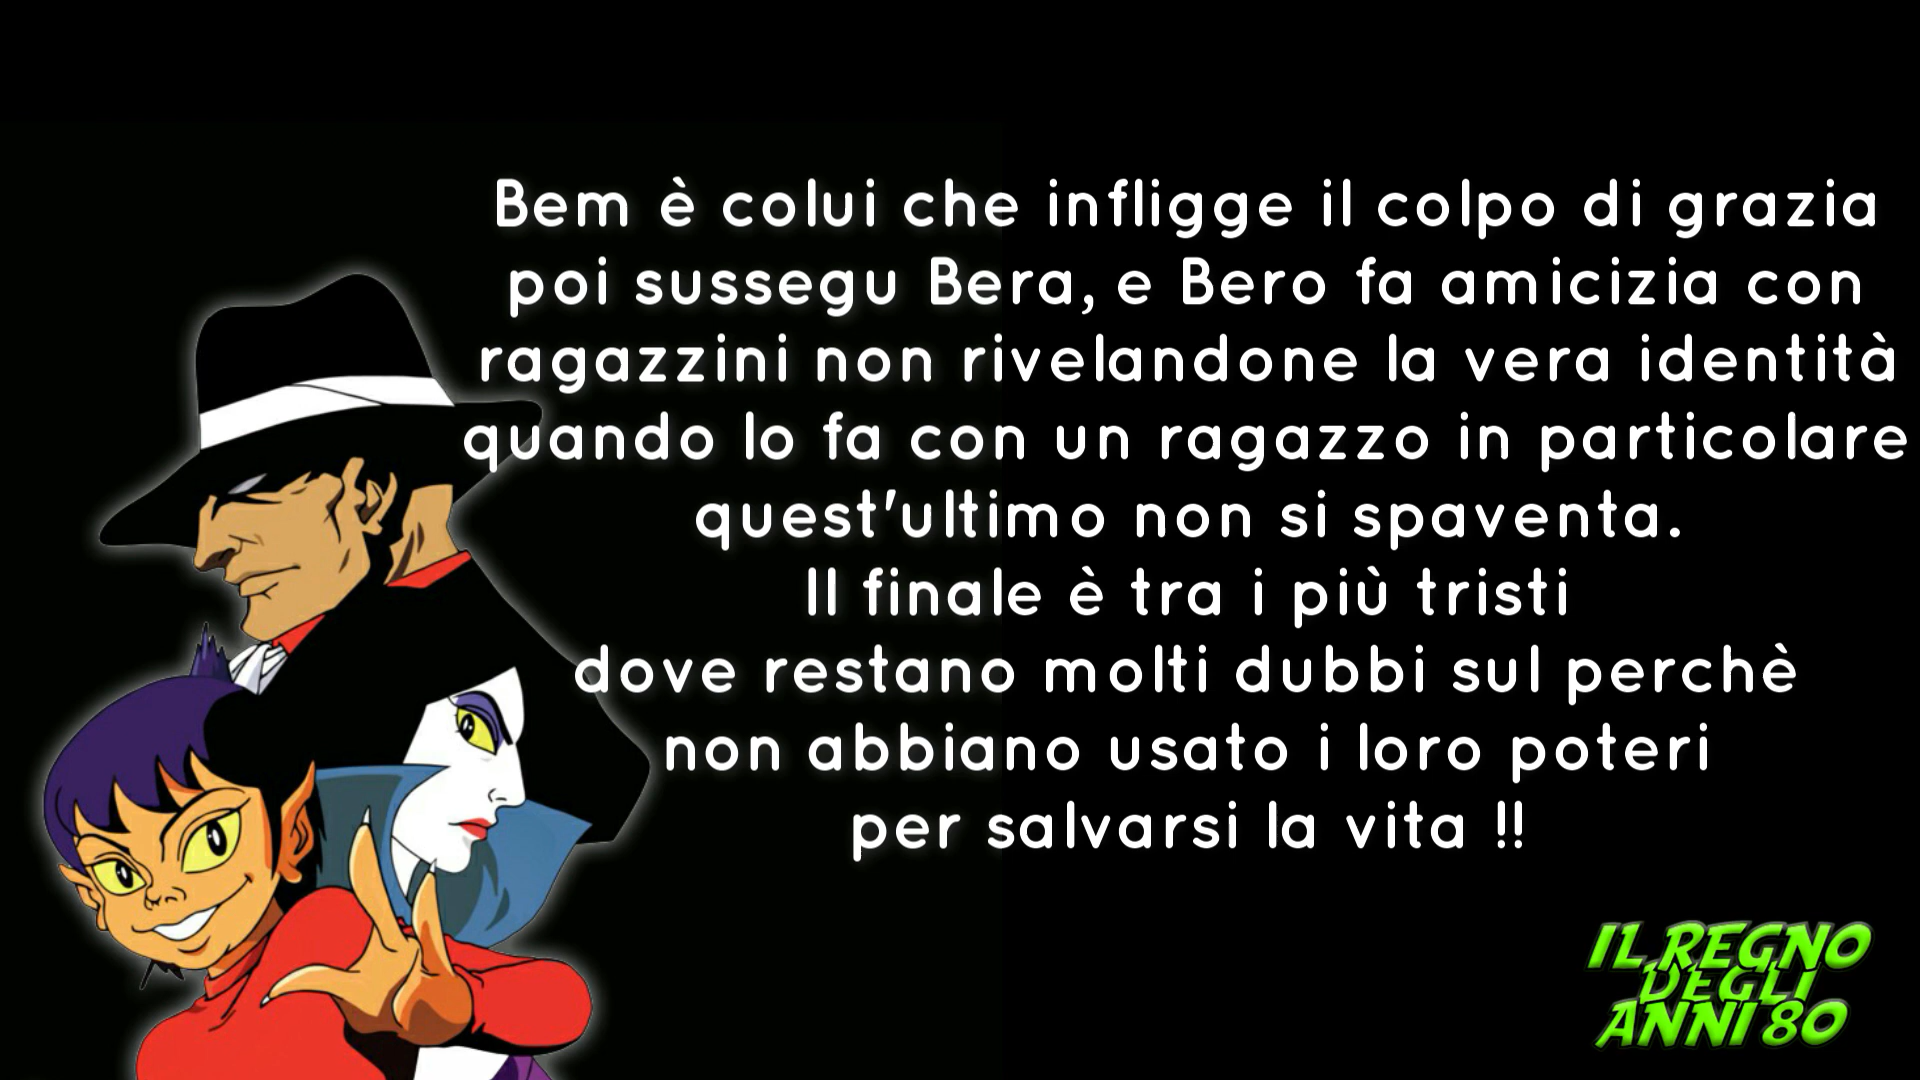 Bem è colui che infligge il colpo di grazia
poi sussegu Bera, e Bero fa amicizia con
ragazzini non rivelandone la vera identità
quando lo fa con un ragazzo in particolare
quest'ultimo non si spaventa.
Il finale è tra i più tristi
dove restano molti dubbi sul perchè
non abbiano usato i loro poteri
per salvarsi la vita !!
IL REGNO
DEGLI
ANNI 80